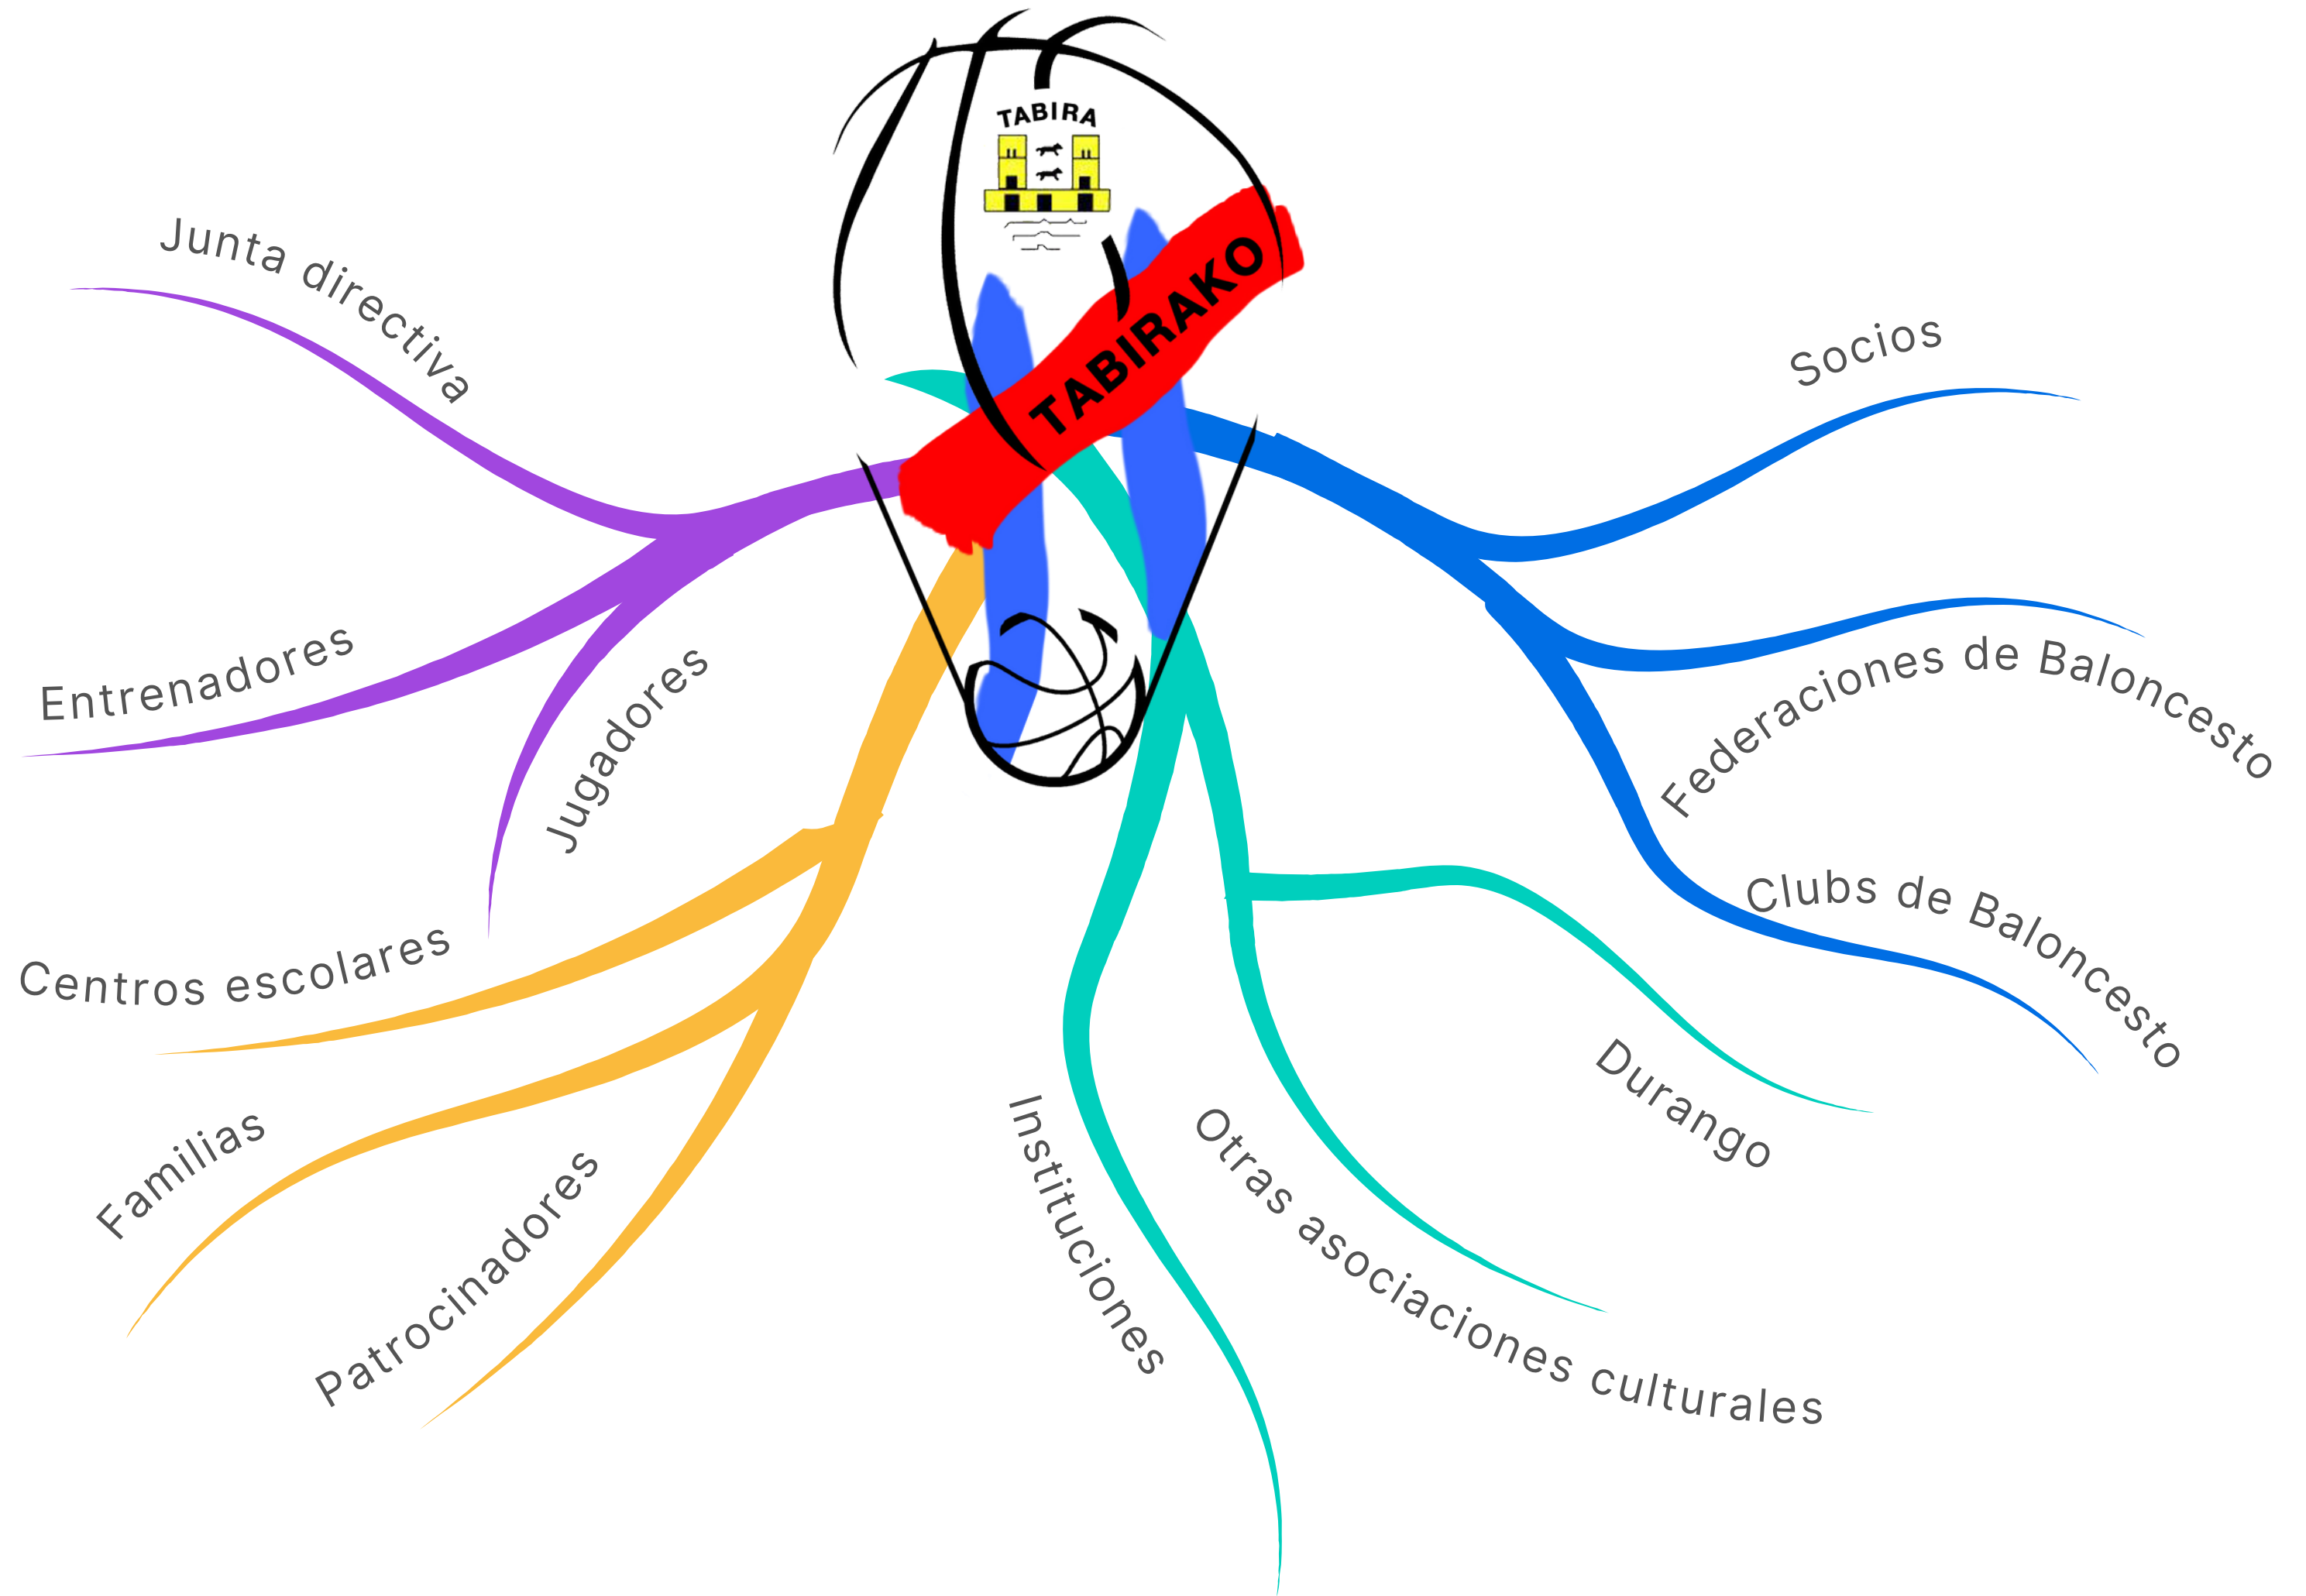 TABIRA
TABIRAKO
Junta directiva
Entrenadores
Jugadores
Centros escolares
Familias
Patrocinadores
Instituciones
Otras asociaciones culturales
Durango
Socios
Federaciones de Baloncesto
Clubs de Baloncesto